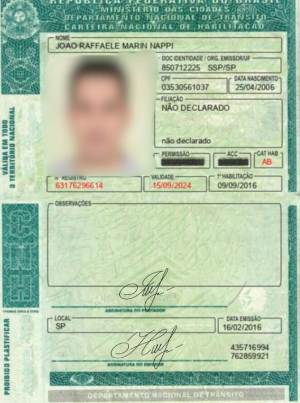 REPÚBLICA FEDERATIVA DO BRASIL
MINISTÉRIO DAS CIDADES
DEPARTAMENTO NACIONAL DE TRÂNSITO
CARTEIRA NACIONAL DE HABILITAÇÃO
NOME
JOAO RAFFAELE MARIN NAPPI
DOC IDENTIDADE / ORG. EMISSOR/UF
850712225 SSP/SP
CPF
DATA NASCIMENTO
03530561037
25/04/2006
FILIAÇÃO
NÃO DECLARADO
não declarado
PERMISSÃO
ACC
CAT HAB
AB
Nº REGISTRO
VALIDADE
1ª HABILITAÇÃO
63176296614
15/09/2024
09/09/2016
VÁLIDA EM TODO
O TERRITÓRIO NACIONAL
OBSERVAÇÕES
ASSINATURA DO PORTADOR
LOCAL
DATA EMISSÃO
SP
16/02/2016
435716994
762859921
ASSINATURA DO EMISSOR
PROIBIDO PLASTIFICAR
DEPARTAMENTO NACIONAL DE TRÂNSITO